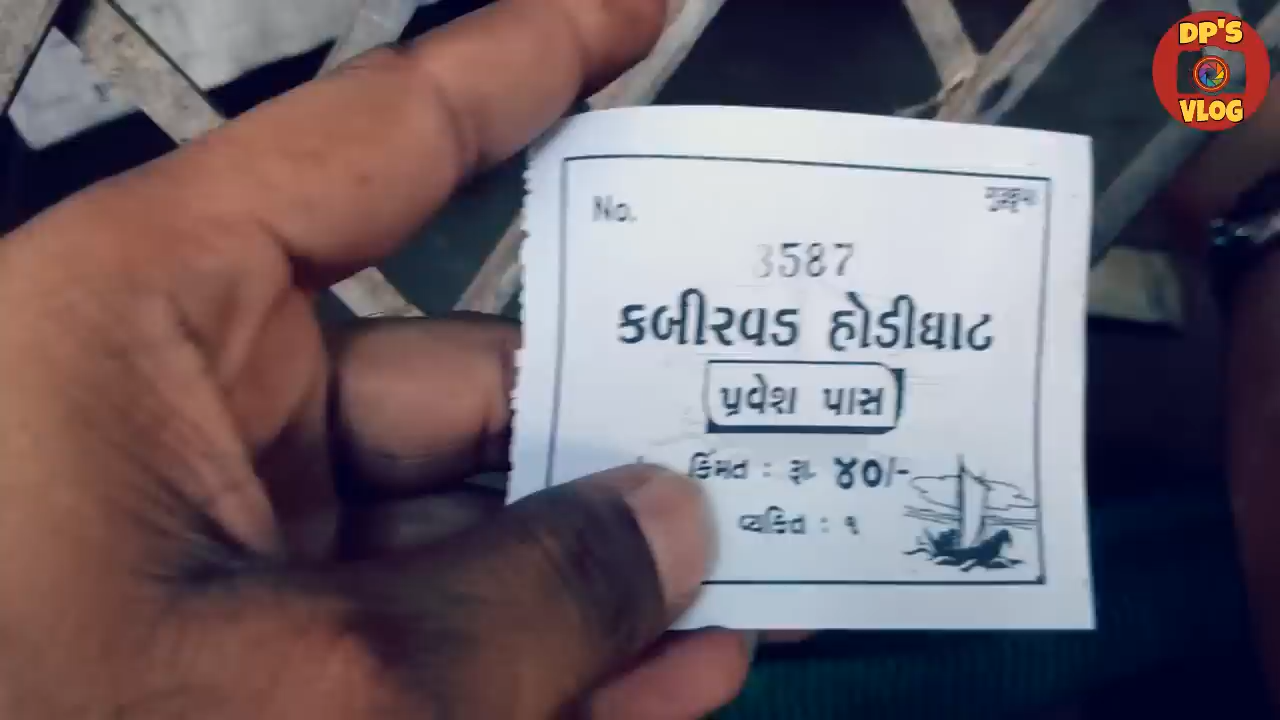 DP'S
VLOG
No.
ગુરુકૃપા
3587
કબીરવડ હોડીઘાટ
પ્રવેશ પાસ
કિંમત : રૂા. ૪૦/-
વ્યકિત : ૧